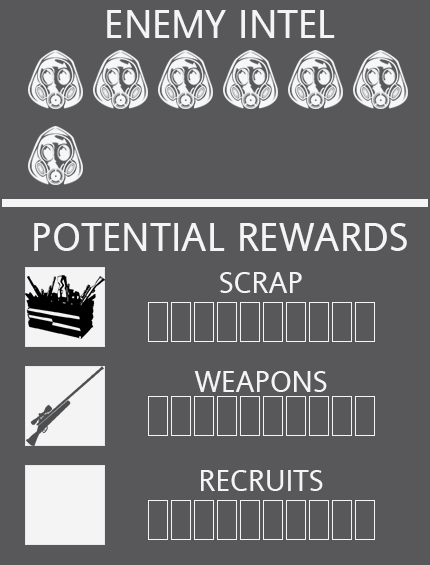 ENEMY INTEL
POTENTIAL REWARDS
SCRAP
WEAPONS
RECRUITS